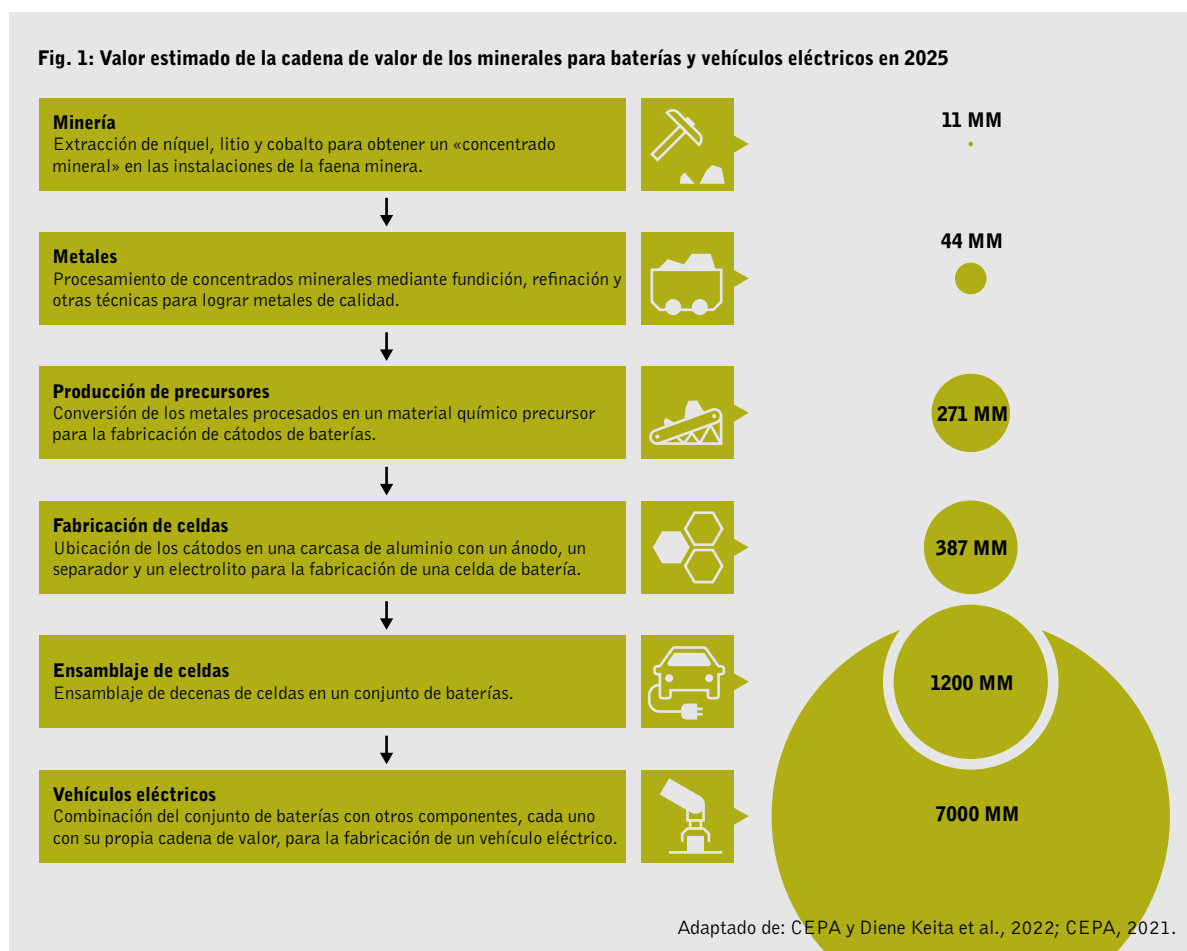 Fig. 1: Valor estimado de la cadena de valor de los minerales para baterías y vehículos eléctricos en 2025
Minería
Extracción de níquel, litio y cobalto para obtener un «concentrado
mineral» en las instalaciones de la faena minera.
11 MM
Metales
Procesamiento de concentrados minerales mediante fundición, refinación y
otras técnicas para lograr metales de calidad.
44 MM
Producción de precursores
Conversión de los metales procesados en un material químico precursor
para la fabricación de cátodos de baterías.
271 MM
Fabricación de celdas
Ubicación de los cátodos en una carcasa de aluminio con un ánodo, un
separador y un electrolito para la fabricación de una celda de batería.
387 MM
Ensamblaje de celdas
Ensamblaje de decenas de celdas en un conjunto de baterías.
1200 MM
Vehículos eléctricos
Combinación del conjunto de baterías con otros componentes, cada uno
con su propia cadena de valor, para la fabricación de un vehículo eléctrico.
7000 MM
Adaptado de: CEPA y Diene Keita et al., 2022; CEPA, 2021.